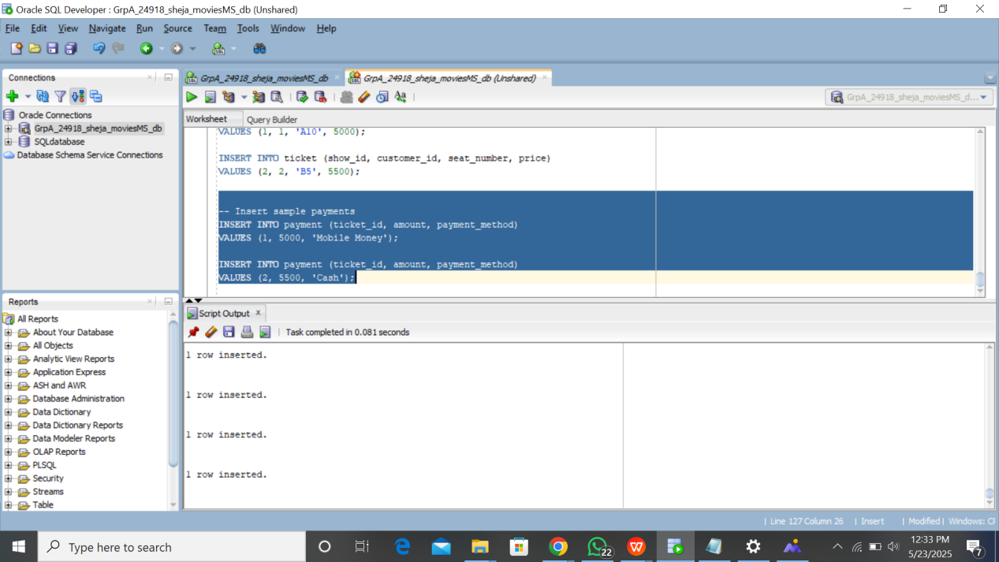 Oracle SQL Developer : GrpA_24918_sheja_moviesMS_db (Unshared)
File Edit View Navigate Run Source Team Tools Window Help
Connections
Oracle Connections
GrpA_24918_sheja_moviesMS_db
SQLdatabase
Database Schema Service Connections
Reports
All Reports
About Your Database
All Objects
Analytic View Reports
Application Express
ASH and AWR
Database Administration
Data Dictionary
Data Dictionary Reports
Data Modeler Reports
OLAP Reports
PLSQL
Security
Streams
Table
GrpA_24918_sheja_moviesMS_db GrpA_24918_sheja_moviesMS_db (Unshared)
GrpA_24918_sheja_moviesMS_d...
Worksheet Query Builder
VALUES (1, 1, 'A10', 5000);
INSERT INTO ticket (show_id, customer_id, seat_number, price)
VALUES (2, 2, 'B5', 5500);
-- Insert sample payments
INSERT INTO payment (ticket_id, amount, payment_method)
VALUES (1, 5000, 'Mobile Money');
INSERT INTO payment (ticket_id, amount, payment_method)
VALUES (2, 5500, 'Cash');
Script Output x
Task completed in 0.081 seconds
1 row inserted.
1 row inserted.
1 row inserted.
1 row inserted.
Line 127 Column 26 Insert Modified Windows: C
Type here to search
22
12:33 PM
5/23/2025
7